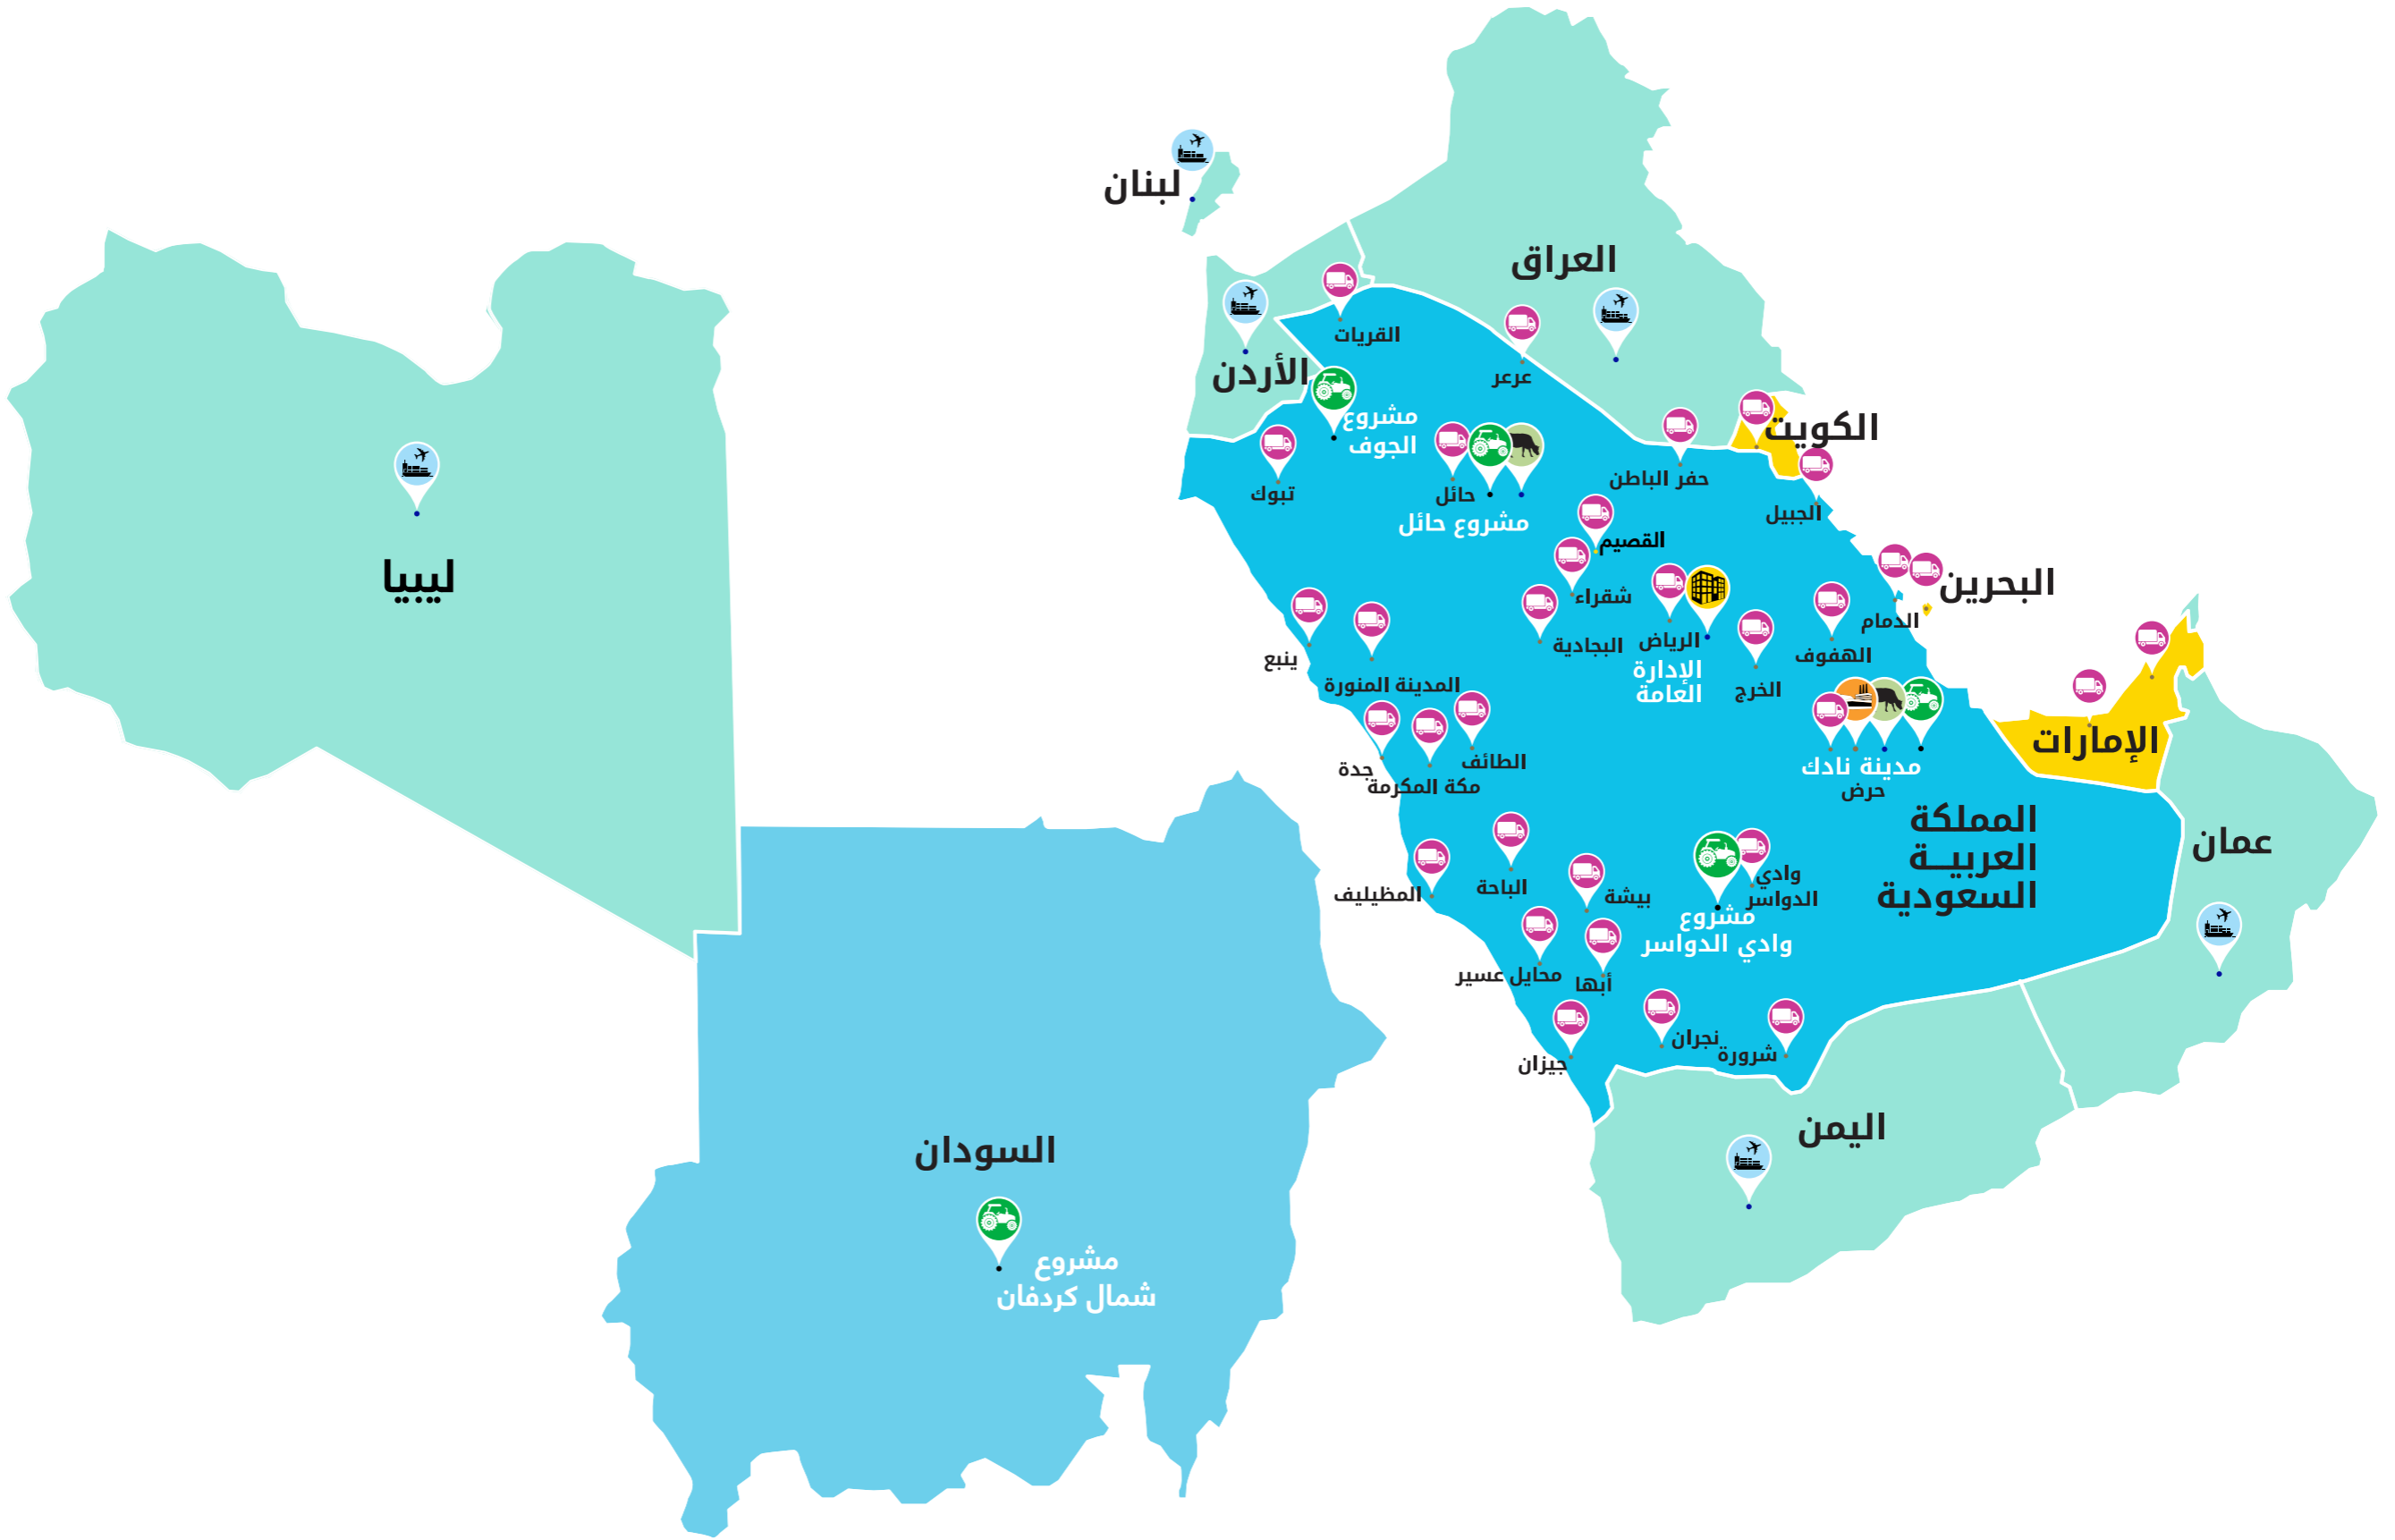 لبنان
العراق
القريات
الأردن
عرعر
مشروع
الجوف
الكويت
حفر الباطن
تبوك
حائل
مشروع حائل
الجبيل
القصيم
ليبيا
البحرين
شقراء
الدمام
الرياض
البجادية
الهفوف
ينبع
الإدارة
العامة
المدينة المنورة
الخرج
الإمارات
الطائف
جدة
مكة المكرمة
مدينة نادك
حرض
المملكة
العربيــة
السعودية
عمان
المظيليف
الباحة
بيشة
وادي
الدواسر
مشروع
وادي الدواسر
محايل عسير
أبها
نجران
شرورة
جيزان
اليمن
السودان
مشروع
شمال كردفان